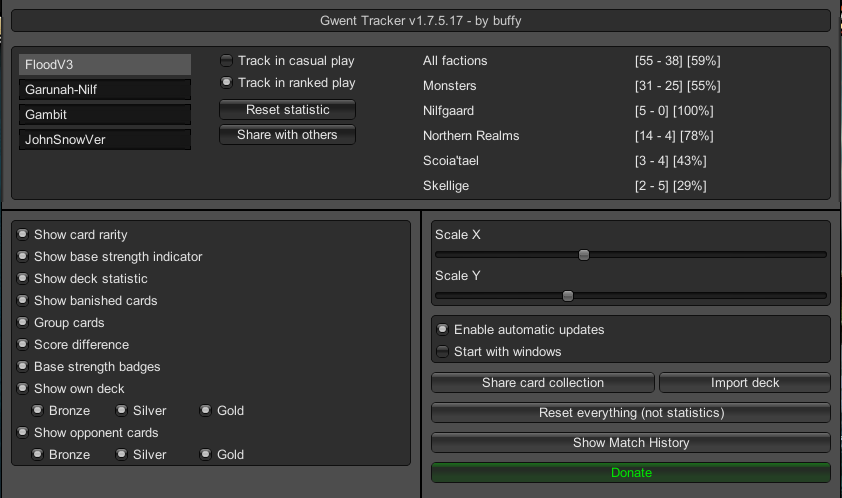 Gwent Tracker v1.7.5.17 - by buffy
FloodV3
Garunah-Nilf
Gambit
JohnSnowVer
Track in casual play
Track in ranked play
Reset statistic
Share with others
All factions [55 - 38] [59%]
Monsters [31 - 25] [55%]
Nilfgaard [5 - 0] [100%]
Northern Realms [14 - 4] [78%]
Scoia'tael [3 - 4] [43%]
Skellige [2 - 5] [29%]
Show card rarity
Show base strength indicator
Show deck statistic
Show banished cards
Group cards
Score difference
Base strength badges
Show own deck
Bronze Silver Gold
Show opponent cards
Bronze Silver Gold
Scale X
Scale Y
Enable automatic updates
Start with windows
Share card collection Import deck
Reset everything (not statistics)
Show Match History
Donate